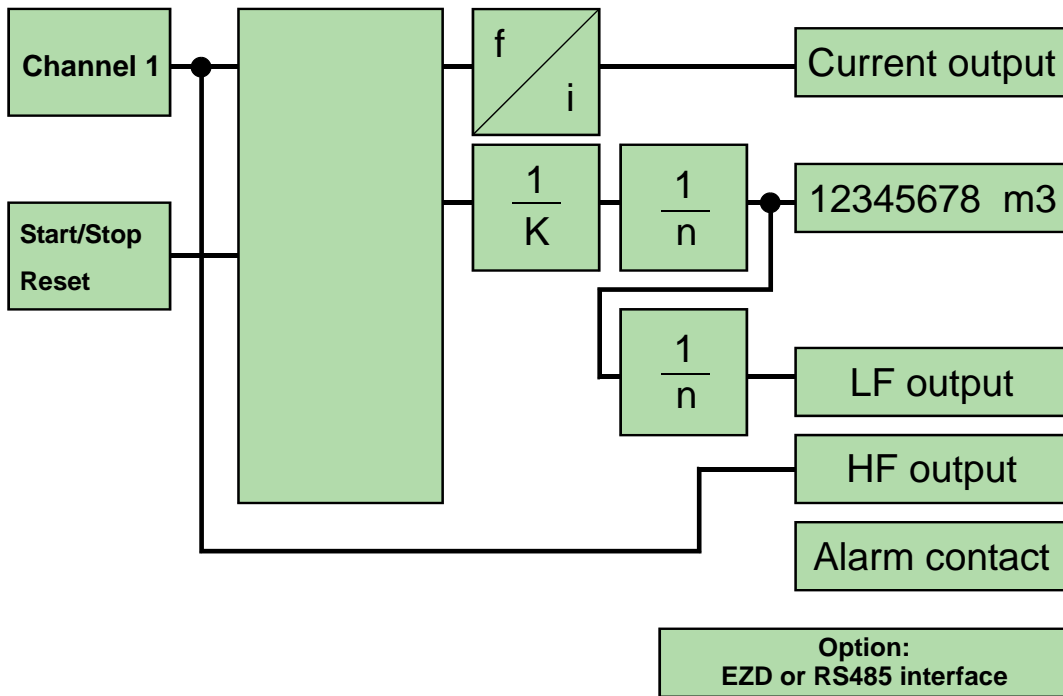 Channel 1
f
i
Current output
1
K
1
n
12345678 m3
Start/Stop
Reset
1
n
LF output
HF output
Alarm contact
Option:
EZD or RS485 interface